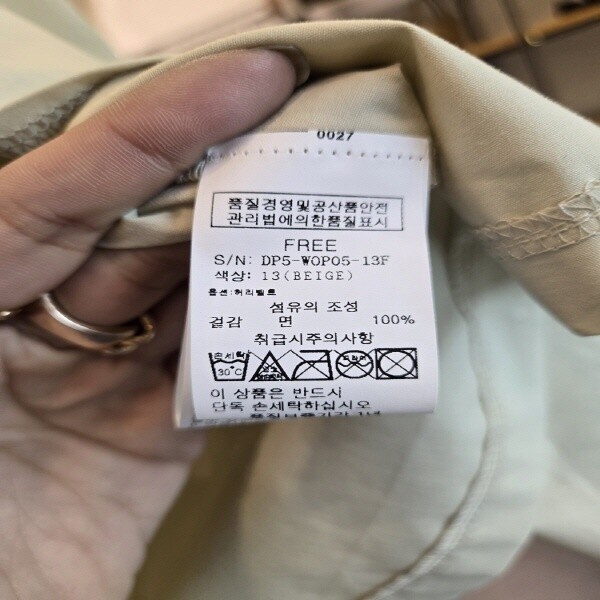 0027
품질경영및공산품안전
관리법에의한품질표시
FREE
S/N: DP5-WOP05-13F
색상: 13(BEIGE)
옵션:허리벨트
섬유의 조성
겉감 면 100%
취급시주의사항
손세탁
30°C
이 상품은 반드시
단독 손세탁하십시오